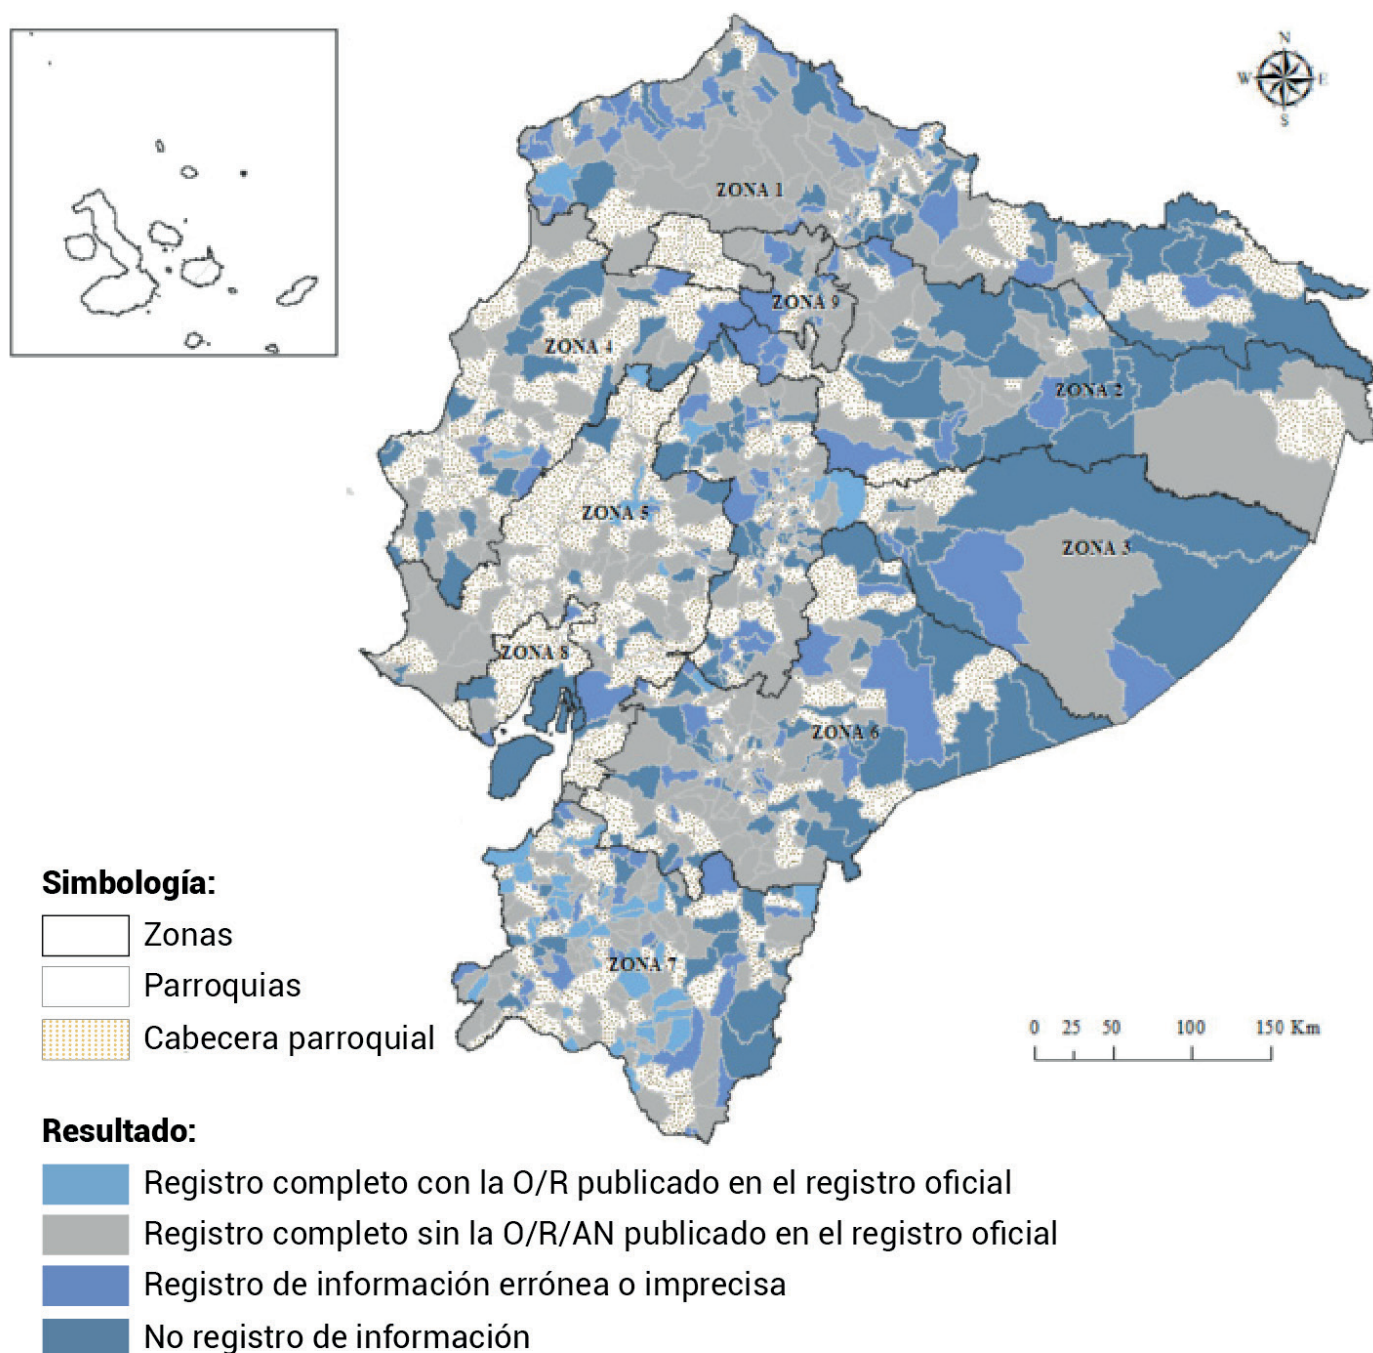 N
W E
S
ZONA 1
ZONA 9
ZONA 4
ZONA 2
ZONA 5
ZONA 3
ZONA 8
ZONA 6
ZONA 7
Simbología:
Zonas
Parroquias
Cabecera parroquial
0 25 50 100 150 Km
Resultado:
Registro completo con la O/R publicado en el registro oficial
Registro completo sin la O/R/AN publicado en el registro oficial
Registro de información errónea o imprecisa
No registro de información